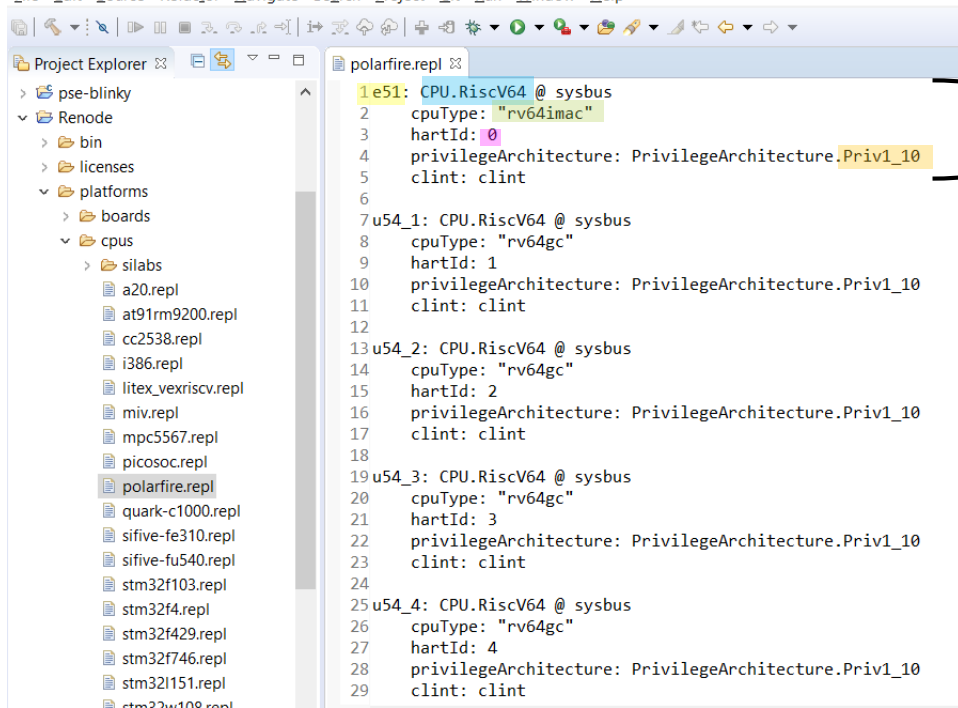 Project Explorer
pse-blinky
Renode
bin
licenses
platforms
boards
cpus
silabs
a20.repl
at91rm9200.repl
cc2538.repl
i386.repl
litex_vexriscv.repl
miv.repl
mpc5567.repl
picosoc.repl
polarfire.repl
quark-c1000.repl
sifive-fe310.repl
sifive-fu540.repl
stm32f103.repl
stm32f4.repl
stm32f429.repl
stm32f746.repl
stm32l151.repl
stm32w108.repl
polarfire.repl
1 e51: CPU.RiscV64 @ sysbus
2 cpuType: "rv64imac"
3 hartId: 0
4 privilegeArchitecture: PrivilegeArchitecture.Priv1_10
5 clint: clint
6
7 u54_1: CPU.RiscV64 @ sysbus
8 cpuType: "rv64gc"
9 hartId: 1
10 privilegeArchitecture: PrivilegeArchitecture.Priv1_10
11 clint: clint
12
13 u54_2: CPU.RiscV64 @ sysbus
14 cpuType: "rv64gc"
15 hartId: 2
16 privilegeArchitecture: PrivilegeArchitecture.Priv1_10
17 clint: clint
18
19 u54_3: CPU.RiscV64 @ sysbus
20 cpuType: "rv64gc"
21 hartId: 3
22 privilegeArchitecture: PrivilegeArchitecture.Priv1_10
23 clint: clint
24
25 u54_4: CPU.RiscV64 @ sysbus
26 cpuType: "rv64gc"
27 hartId: 4
28 privilegeArchitecture: PrivilegeArchitecture.Priv1_10
29 clint: clint